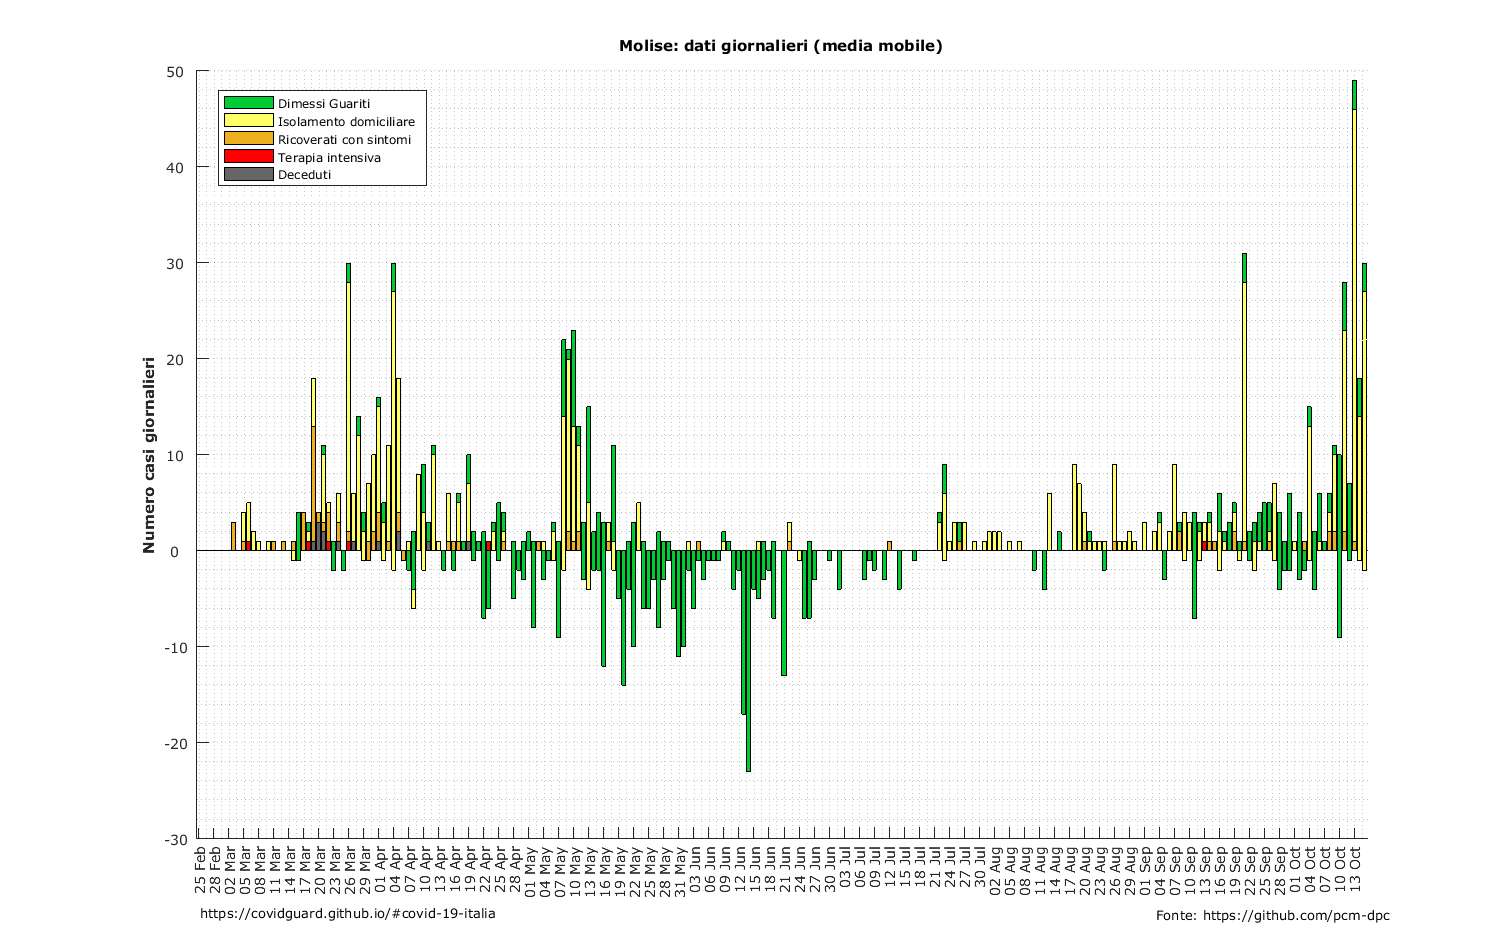 Molise: dati giornalieri (media mobile)
Numero casi giornalieri
50
40
30
20
10
0
-10
-20
-30
Dimessi Guariti
Isolamento domiciliare
Ricoverati con sintomi
Terapia intensiva
Deceduti
25 Feb
28 Feb
02 Mar
05 Mar
08 Mar
11 Mar
14 Mar
17 Mar
20 Mar
23 Mar
26 Mar
29 Mar
01 Apr
04 Apr
07 Apr
10 Apr
13 Apr
16 Apr
19 Apr
22 Apr
25 Apr
28 Apr
01 May
04 May
07 May
10 May
13 May
16 May
19 May
22 May
25 May
28 May
31 May
03 Jun
06 Jun
09 Jun
12 Jun
15 Jun
18 Jun
21 Jun
24 Jun
27 Jun
30 Jun
03 Jul
06 Jul
09 Jul
12 Jul
15 Jul
18 Jul
21 Jul
24 Jul
27 Jul
30 Jul
02 Aug
05 Aug
08 Aug
11 Aug
14 Aug
17 Aug
20 Aug
23 Aug
26 Aug
29 Aug
01 Sep
04 Sep
07 Sep
10 Sep
13 Sep
16 Sep
19 Sep
22 Sep
25 Sep
28 Sep
01 Oct
04 Oct
07 Oct
10 Oct
13 Oct
https://covidguard.github.io/#covid-19-italia
Fonte: https://github.com/pcm-dpc